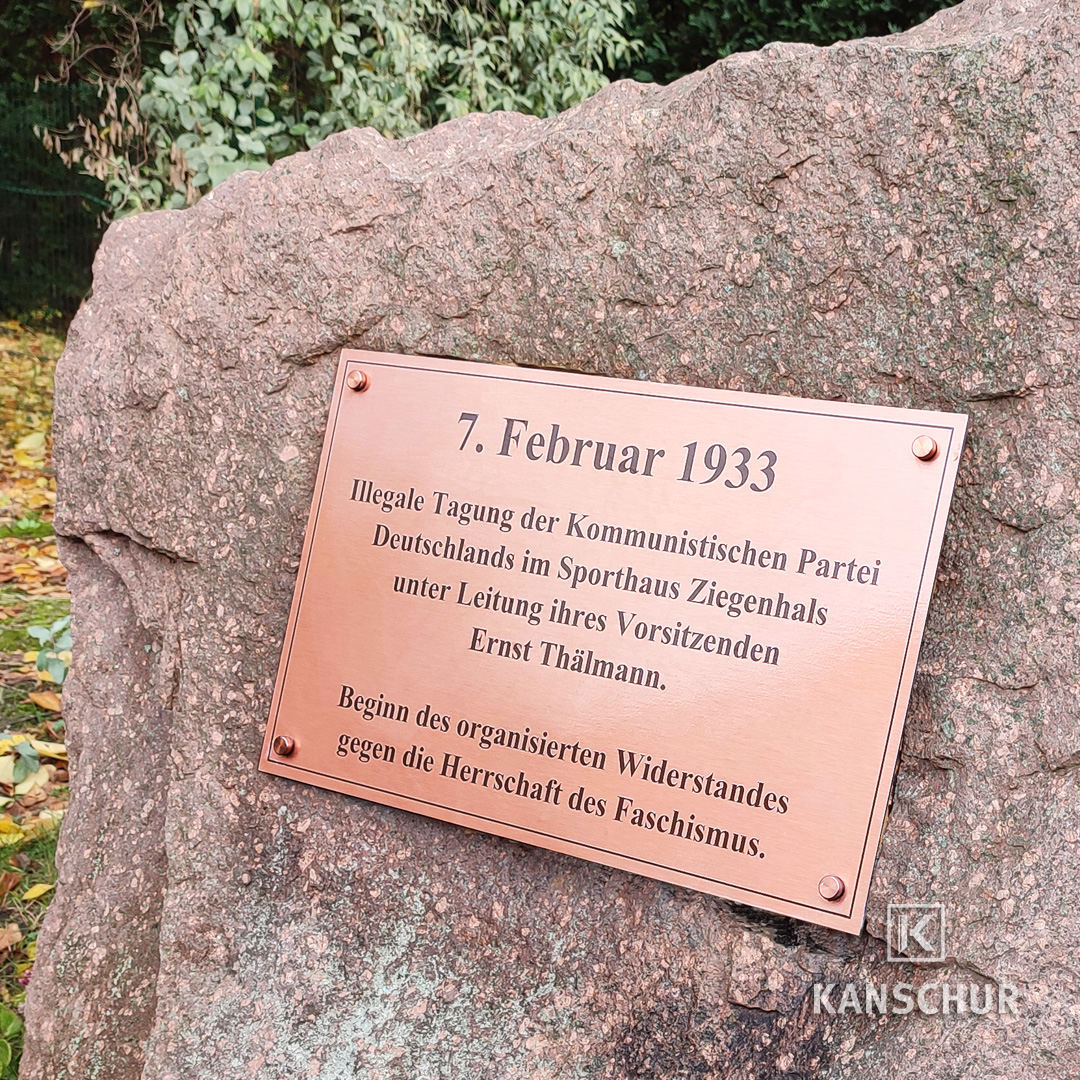 7. Februar 1933
Illegale Tagung der Kommunistischen Partei
Deutschlands im Sporthaus Ziegenhals
unter Leitung ihres Vorsitzenden
Ernst Thälmann.
Beginn des organisierten Widerstandes
gegen die Herrschaft des Faschismus.
K
KANSCHUR